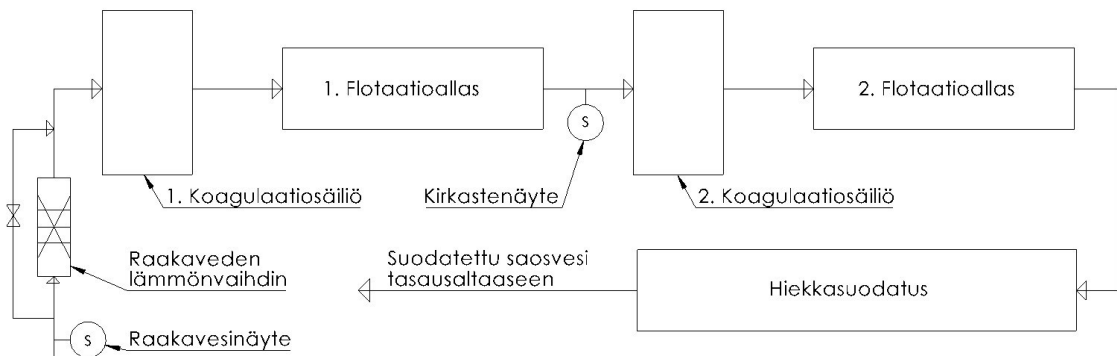 1. Flotaatioallas
2. Flotaatioallas
S
1. Koagulaatiosäiliö
Kirkastenäyte
2. Koagulaatiosäiliö
Raakaveden
lämmönvaihdin
Suodatettu saosvesi
tasausaltaaseen
Hiekkasuodatus
S
Raakavesinäyte